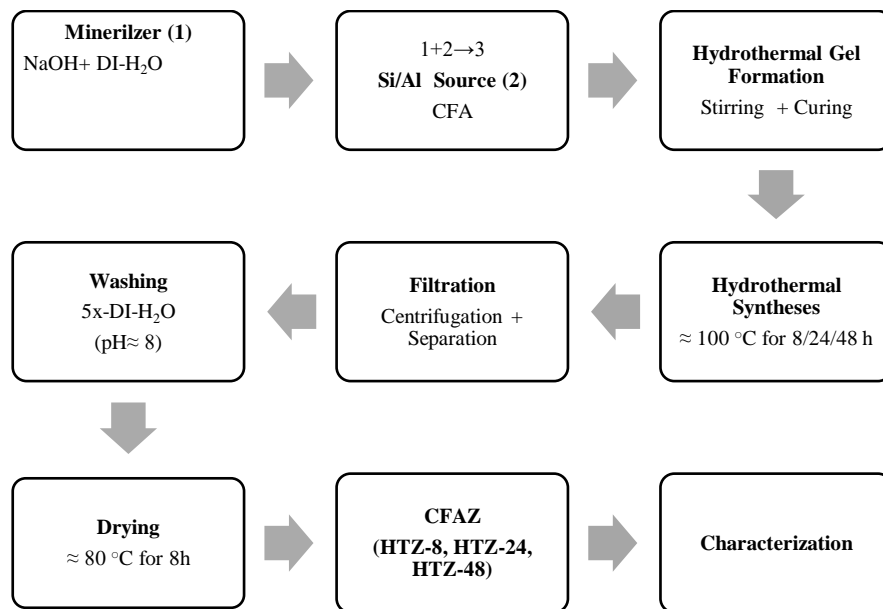 Minerilzer (1)
NaOH+ DI-H₂O
1+2→3
Si/Al Source (2)
CFA
Hydrothermal Gel
Formation
Stirring + Curing
Hydrothermal
Syntheses
≈ 100 °C for 8/24/48 h
Filtration
Centrifugation +
Separation
Washing
5x-DI-H₂O
(pH≈ 8)
Drying
≈ 80 °C for 8h
CFAZ
(HTZ-8, HTZ-24,
HTZ-48)
Characterization